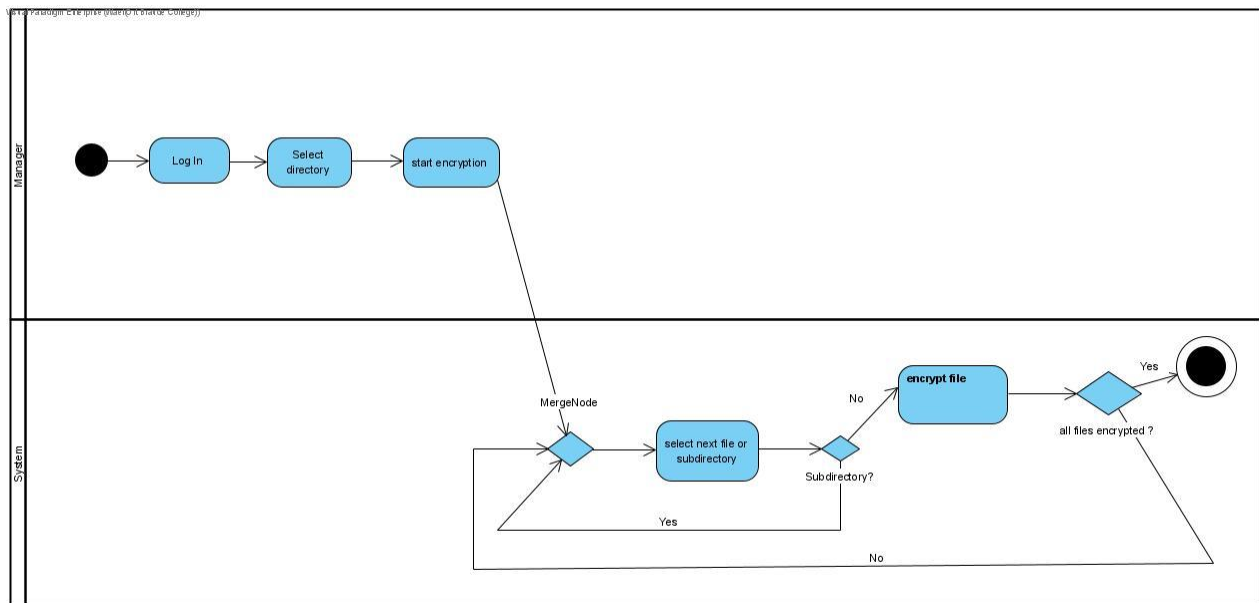 Manager
Log In
Select
directory
start encryption
System
MergeNode
select next file or
subdirectory
Subdirectory?
No
encrypt file
all files encrypted ?
Yes
Yes
No